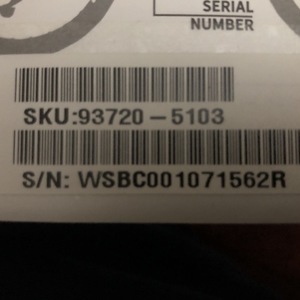 SERIAL
NUMBER
SKU:93720-5103
S/N: WSBC001071562R